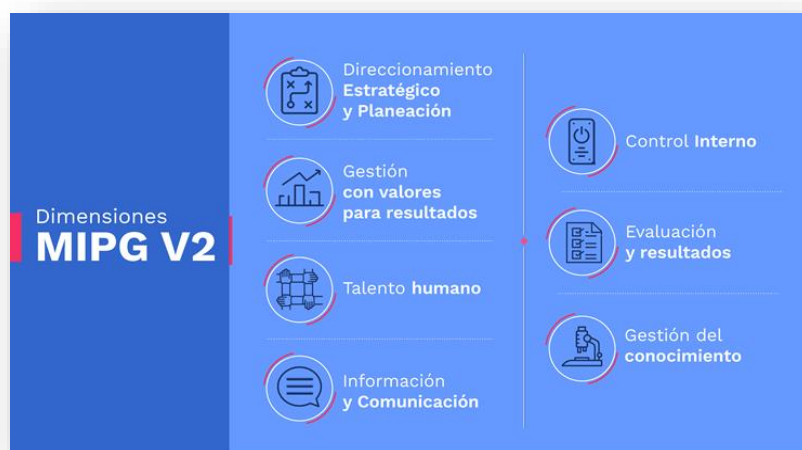 Dimensiones
MIPG V2
Direccionamiento
Estratégico
y Planeación
Gestión
con valores
para resultados
Talento humano
Información
y Comunicación
Control Interno
Evaluación
y resultados
Gestión del
conocimiento